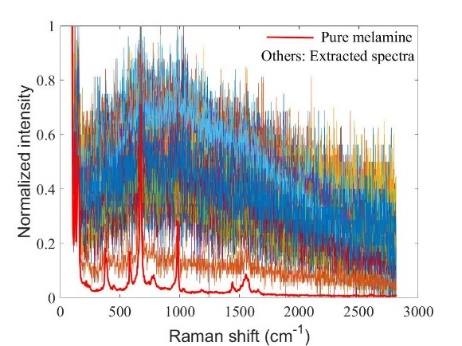 Pure melamine
Others: Extracted spectra
1
0.8
0.6
0.4
0.2
0
Normalized intensity
0 500 1000 1500 2000 2500 3000
Raman shift (cm⁻¹)